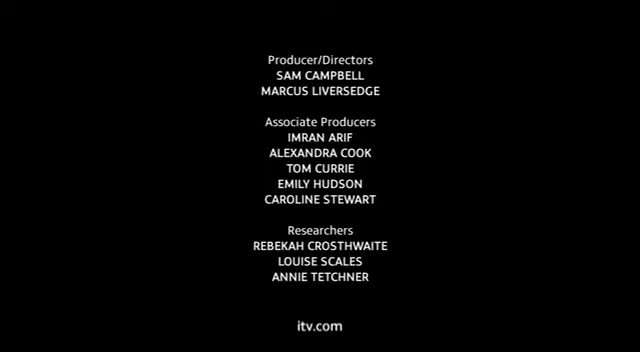 Producer/Directors
SAM CAMPBELL
MARCUS LIVERSEDGE
Associate Producers
IMRAN ARIF
ALEXANDRA COOK
TOM CURRIE
EMILY HUDSON
CAROLINE STEWART
Researchers
REBEKAH CROSTHWAITE
LOUISE SCALES
ANNIE TETCHNER
itv.com